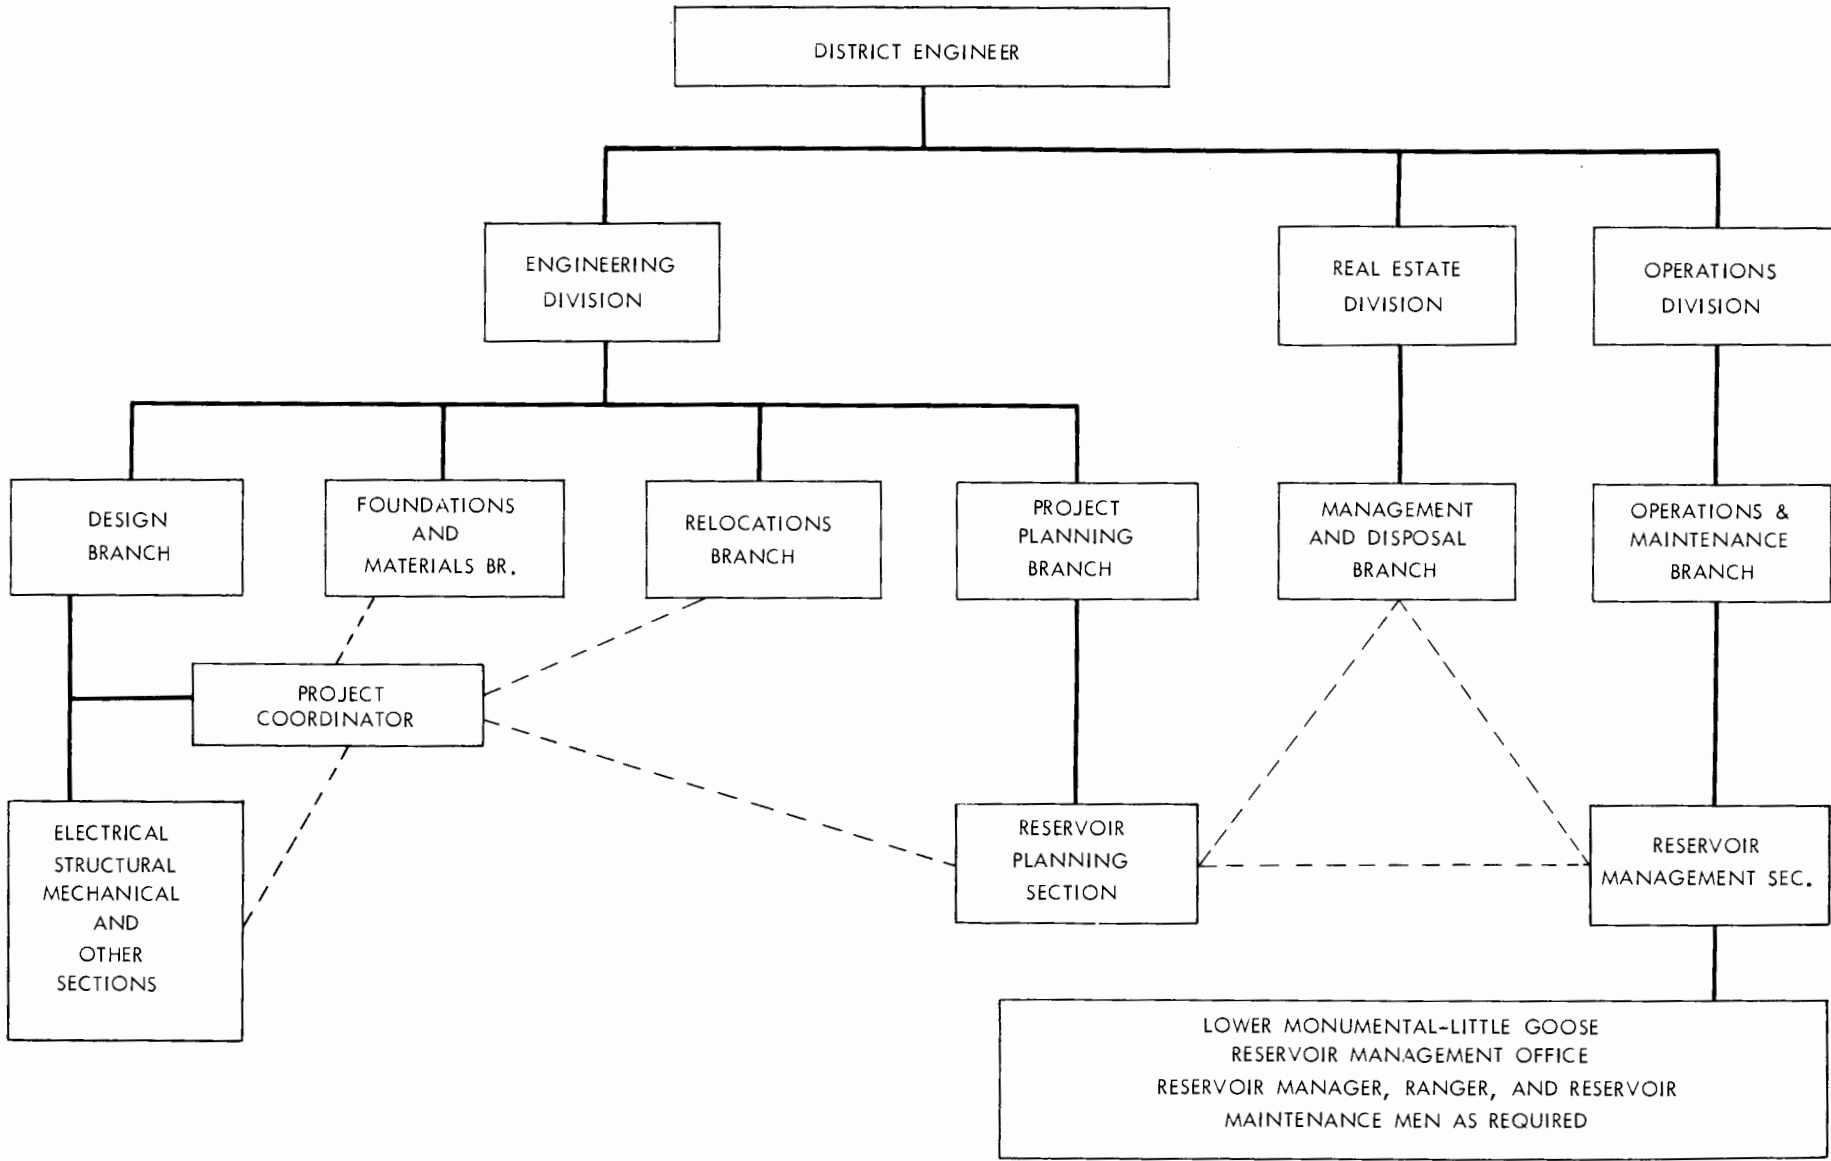 DISTRICT ENGINEER
ENGINEERING
DIVISION
REAL ESTATE
DIVISION
OPERATIONS
DIVISION
DESIGN
BRANCH
FOUNDATIONS
AND
MATERIALS BR.
RELOCATIONS
BRANCH
PROJECT
PLANNING
BRANCH
MANAGEMENT
AND DISPOSAL
BRANCH
OPERATIONS &
MAINTENANCE
BRANCH
PROJECT
COORDINATOR
ELECTRICAL
STRUCTURAL
MECHANICAL
AND
OTHER
SECTIONS
RESERVOIR
PLANNING
SECTION
RESERVOIR
MANAGEMENT SEC.
LOWER MONUMENTAL-LITTLE GOOSE
RESERVOIR MANAGEMENT OFFICE
RESERVOIR MANAGER, RANGER, AND RESERVOIR
MAINTENANCE MEN AS REQUIRED